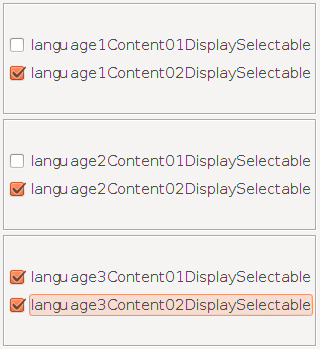 language1Content01DisplaySelectable
language1Content02DisplaySelectable
language2Content01DisplaySelectable
language2Content02DisplaySelectable
language3Content01DisplaySelectable
language3Content02DisplaySelectable